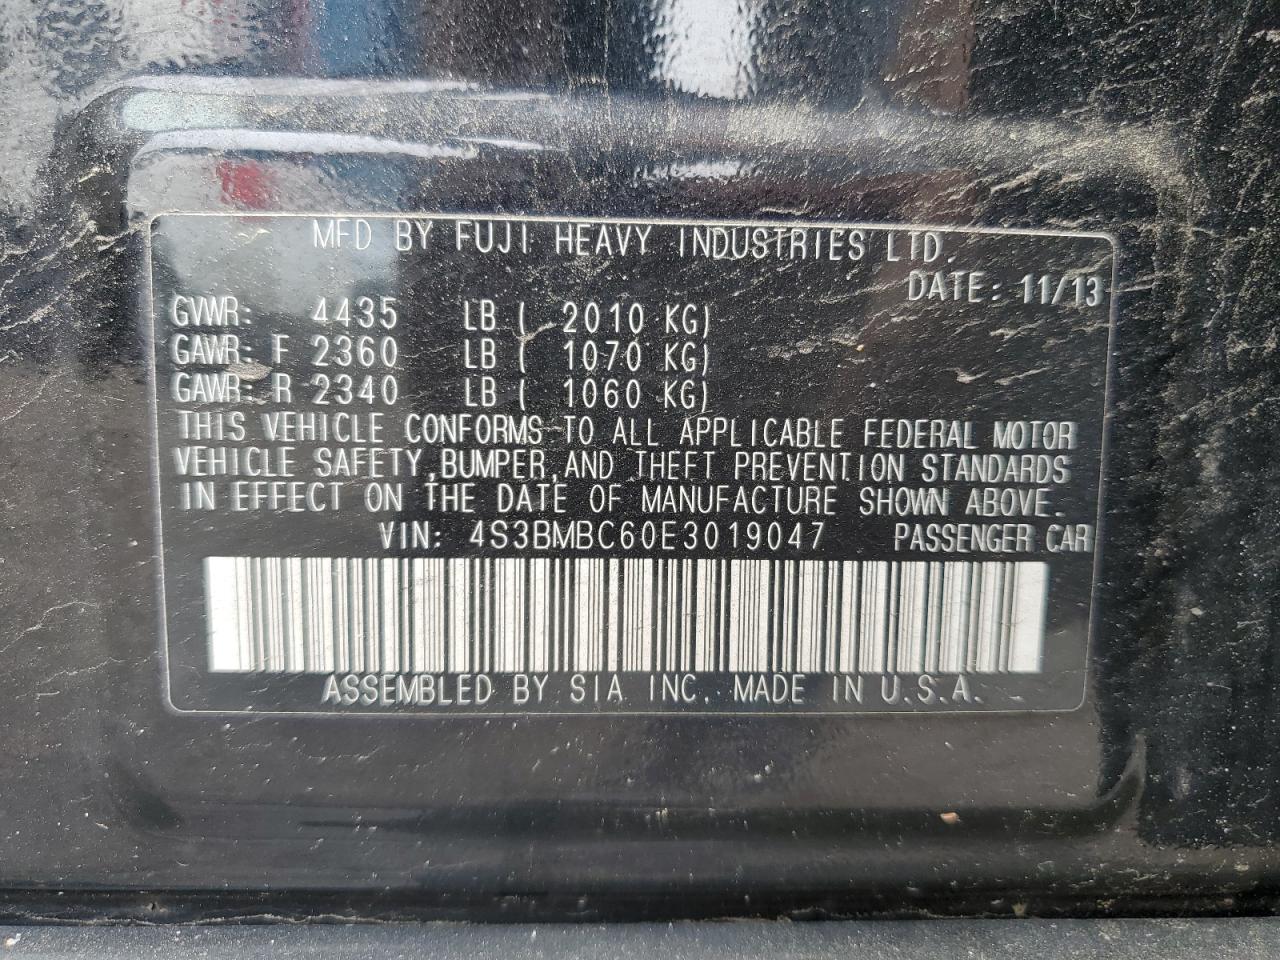 MFD BY FUJI HEAVY INDUSTRIES LTD.
DATE: 11/13
GVWR: 4435 LB ( 2010 KG)
GAWR: F 2360 LB ( 1070 KG)
GAWR: R 2340 LB ( 1060 KG)
THIS VEHICLE CONFORMS TO ALL APPLICABLE FEDERAL MOTOR
VEHICLE SAFETY,BUMPER,AND THEFT PREVENTION STANDARDS
IN EFFECT ON THE DATE OF MANUFACTURE SHOWN ABOVE.
VIN: 4S3BMBC60E3019047 PASSENGER CAR
ASSEMBLED BY SIA INC. MADE IN U.S.A.